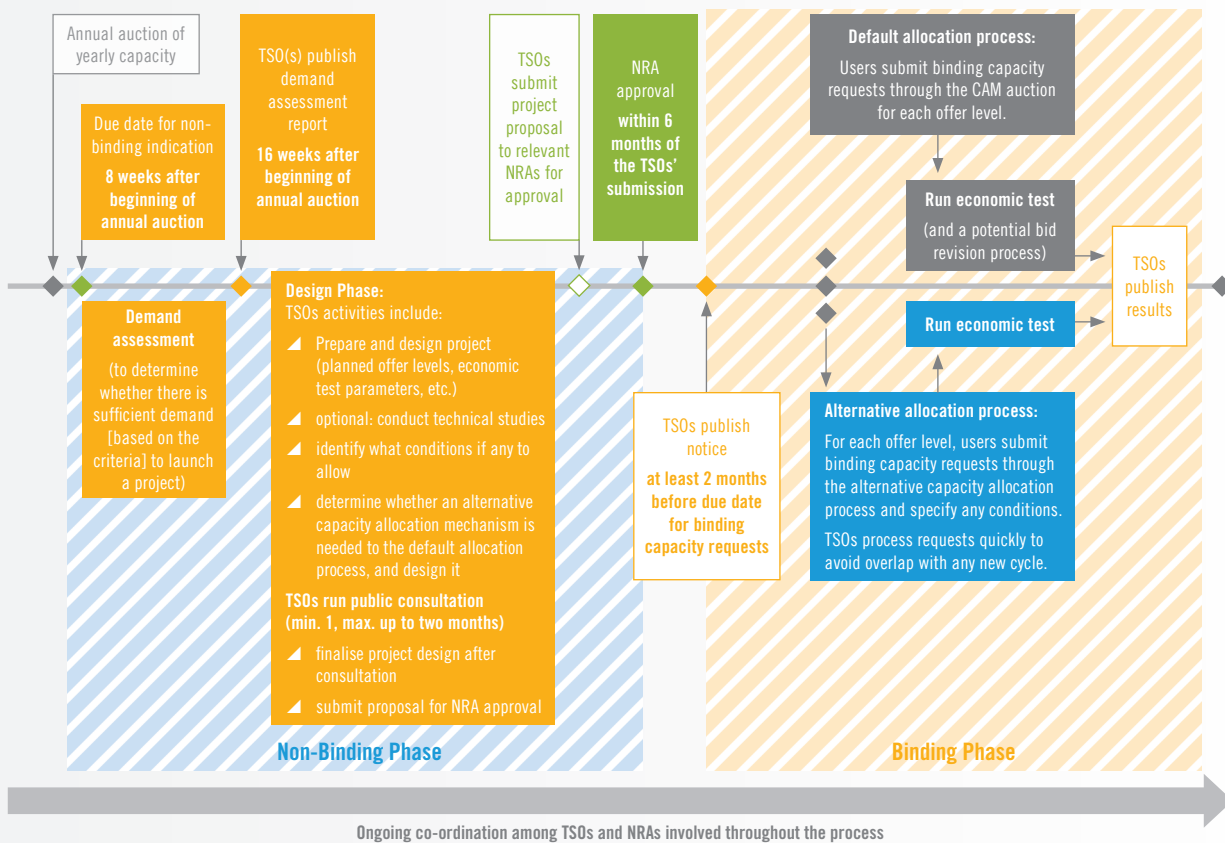 Annual auction of
yearly capacity
Due date for non-
binding indication
8 weeks after
beginning of
annual auction
TSO(s) publish
demand
assessment
report
16 weeks after
beginning of
annual auction
TSOs
submit
project
proposal
to relevant
NRAs for
approval
NRA
approval
within 6
months of
the TSOs'
submission
Default allocation process:
Users submit binding capacity
requests through the CAM auction
for each offer level.
Run economic test
(and a potential bid
revision process)
TSOs
publish
results
Demand
assessment
(to determine
whether there is
sufficient demand
[based on the
criteria] to launch
a project)
Design Phase:
TSOs activities include:
Prepare and design project
(planned offer levels, economic
test parameters, etc.)
optional: conduct technical studies
identify what conditions if any to
allow
determine whether an alternative
capacity allocation mechanism is
needed to the default allocation
process, and design it
TSOs run public consultation
(min. 1, max. up to two months)
finalise project design after
consultation
submit proposal for NRA approval
TSOs publish
notice
at least 2 months
before due date
for binding
capacity requests
Run economic test
Alternative allocation process:
For each offer level, users submit
binding capacity requests through
the alternative capacity allocation
process and specify any conditions.
TSOs process requests quickly to
avoid overlap with any new cycle.
Non-Binding Phase
Binding Phase
Ongoing co-ordination among TSOs and NRAs involved throughout the process